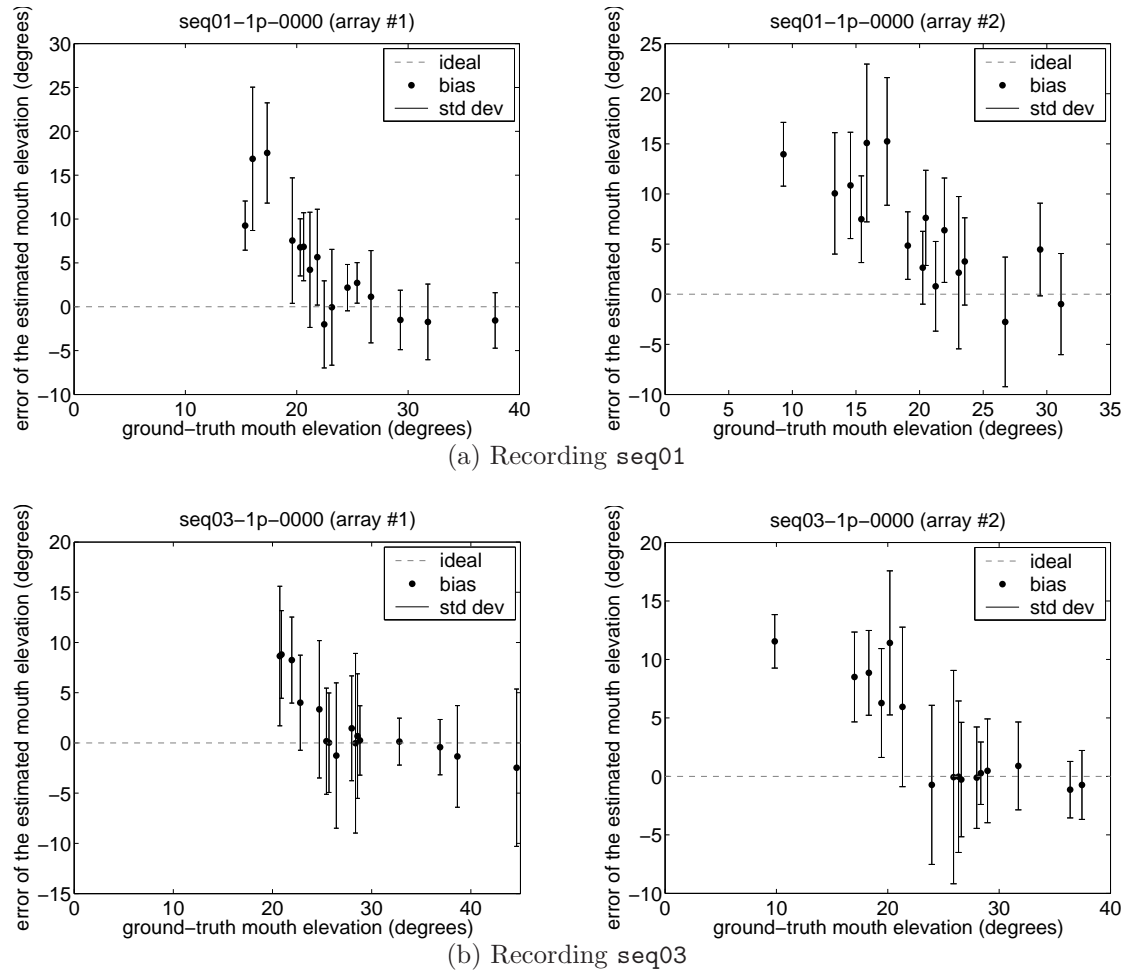 seq01−1p−0000 (array #1)
error of the estimated mouth elevation (degrees)
30
25
20
15
10
5
0
−5
−10
ideal
bias
std dev
0 10 20 30 40
ground−truth mouth elevation (degrees)
seq01−1p−0000 (array #2)
error of the estimated mouth elevation (degrees)
25
20
15
10
5
0
−5
−10
ideal
bias
std dev
0 5 10 15 20 25 30 35
ground−truth mouth elevation (degrees)
(a) Recording seq01
seq03−1p−0000 (array #1)
error of the estimated mouth elevation (degrees)
20
15
10
5
0
−5
−10
−15
ideal
bias
std dev
0 10 20 30 40
ground−truth mouth elevation (degrees)
seq03−1p−0000 (array #2)
error of the estimated mouth elevation (degrees)
20
15
10
5
0
−5
−10
ideal
bias
std dev
0 10 20 30 40
ground−truth mouth elevation (degrees)
(b) Recording seq03